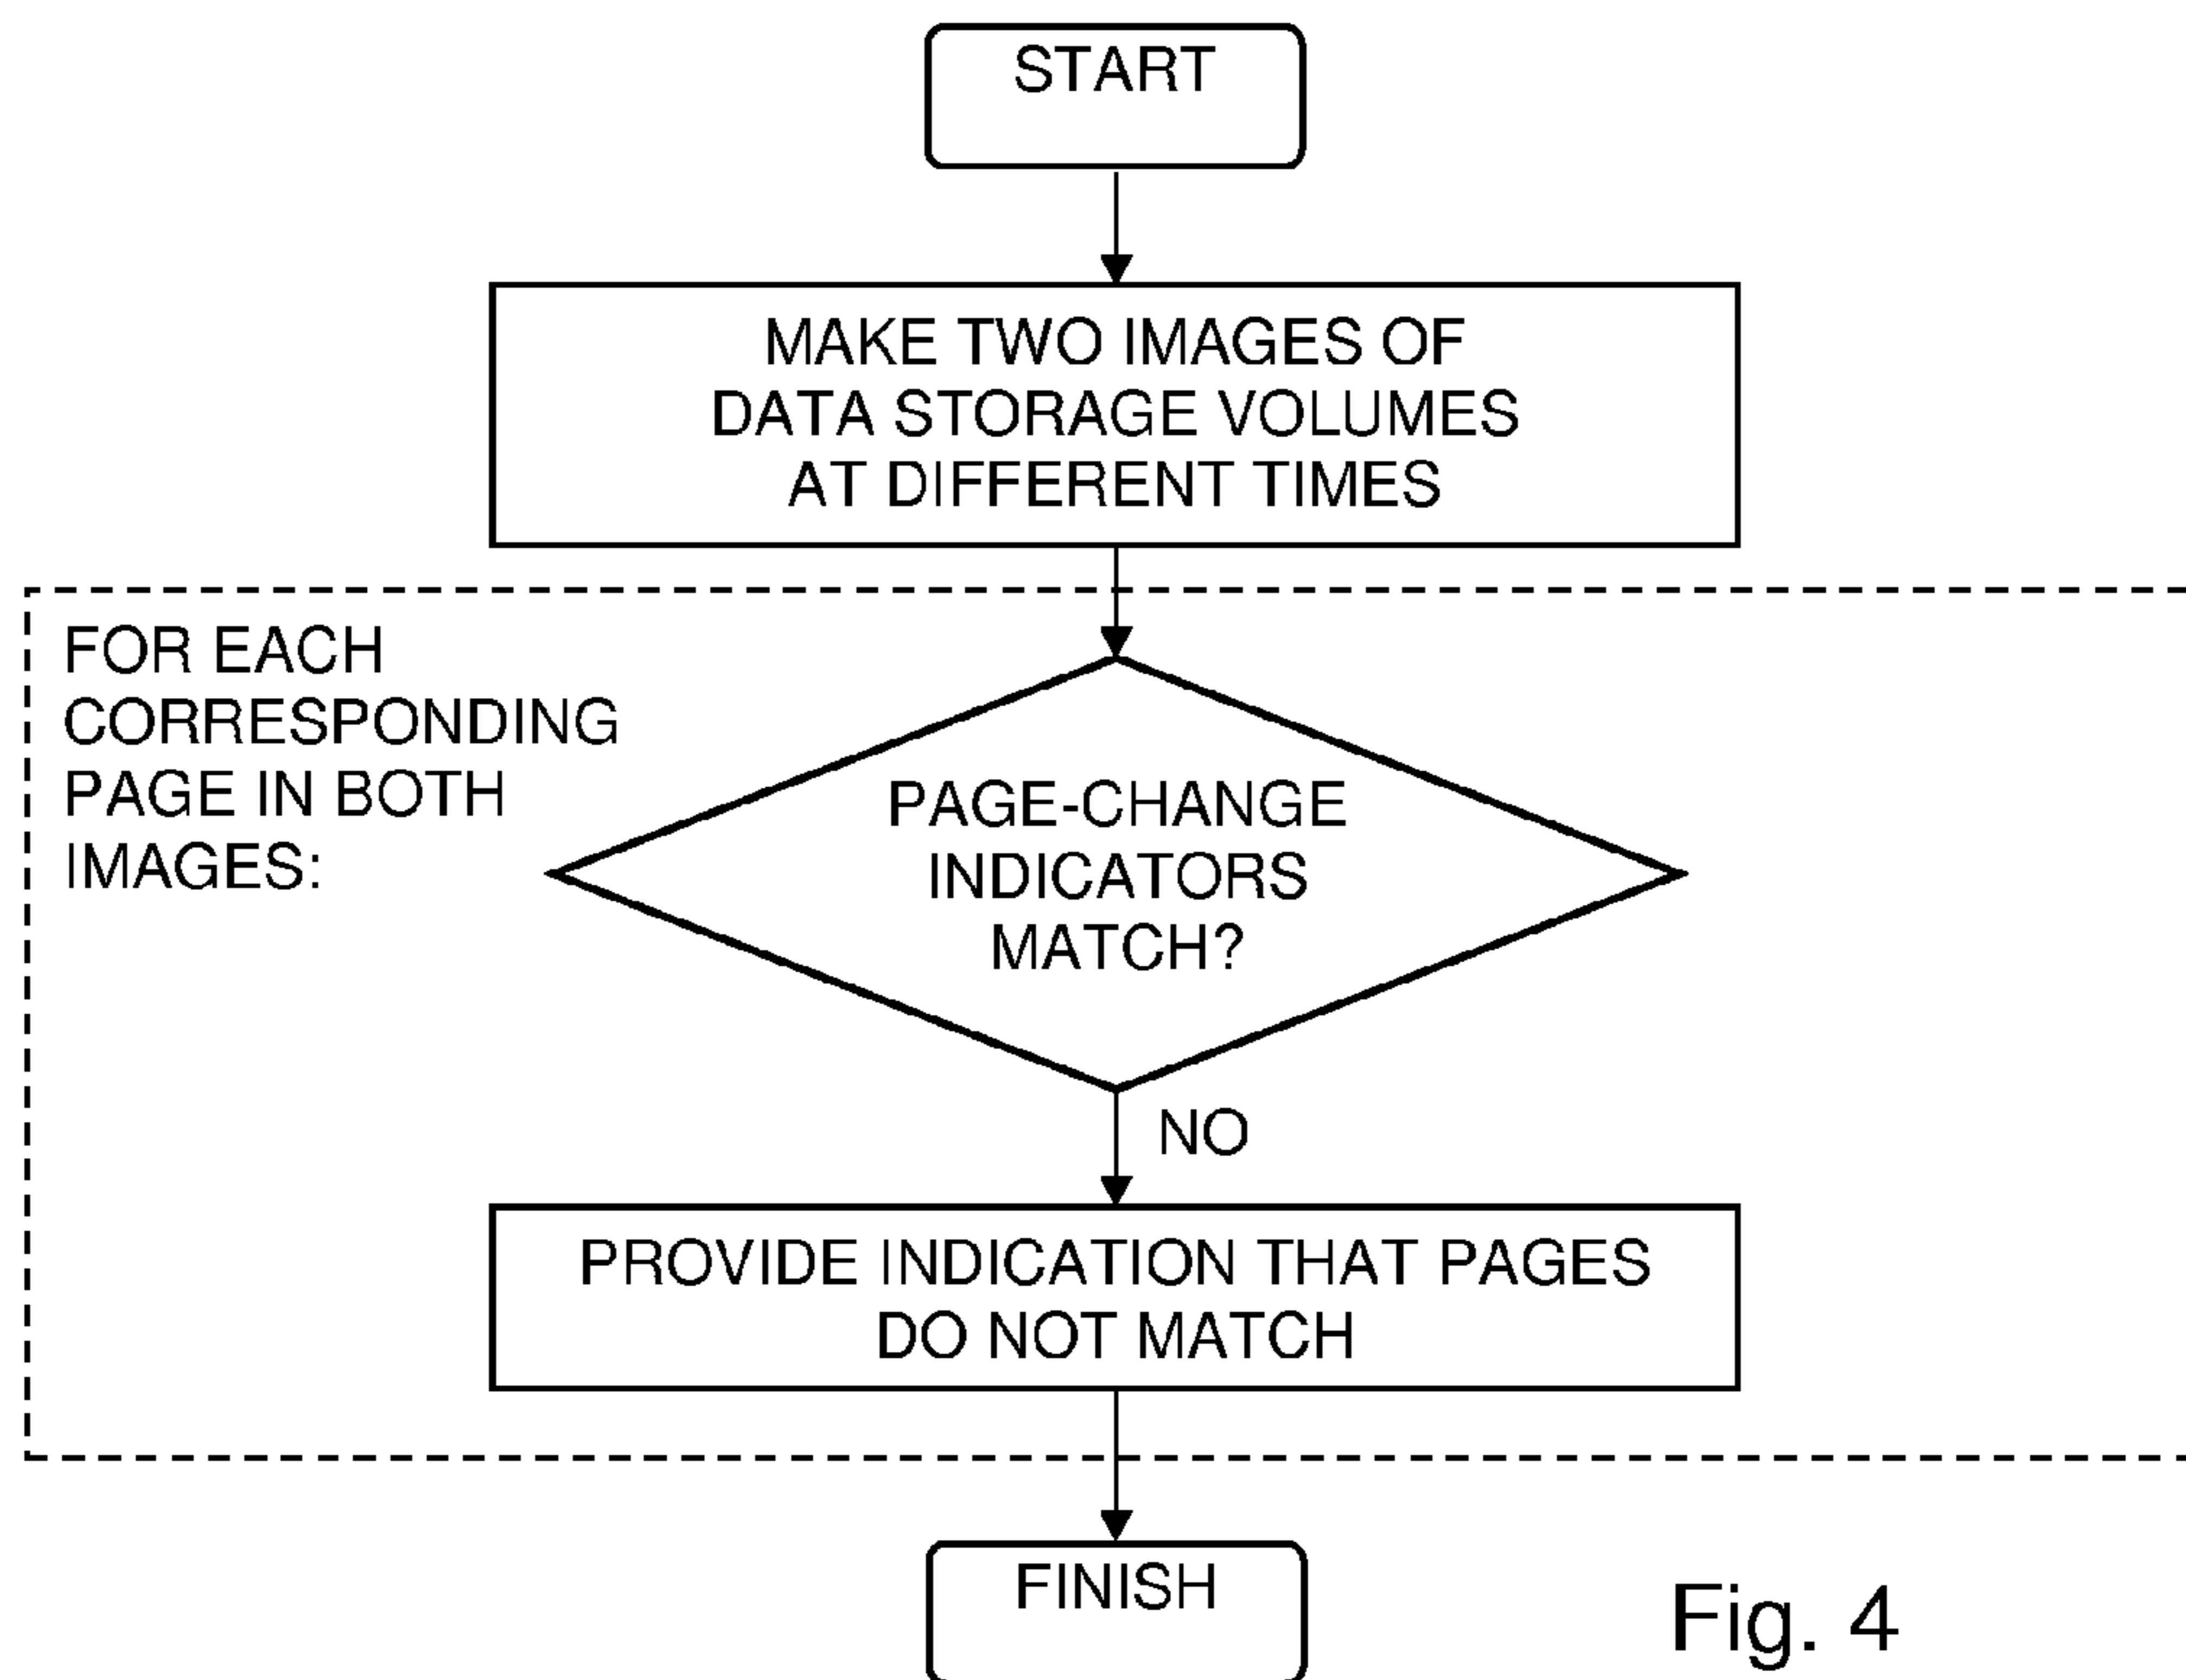 START
MAKE TWO IMAGES OF
DATA STORAGE VOLUMES
AT DIFFERENT TIMES
FOR EACH
CORRESPONDING
PAGE IN BOTH
IMAGES:
PAGE-CHANGE
INDICATORS
MATCH?
NO
PROVIDE INDICATION THAT PAGES
DO NOT MATCH
FINISH
Fig. 4